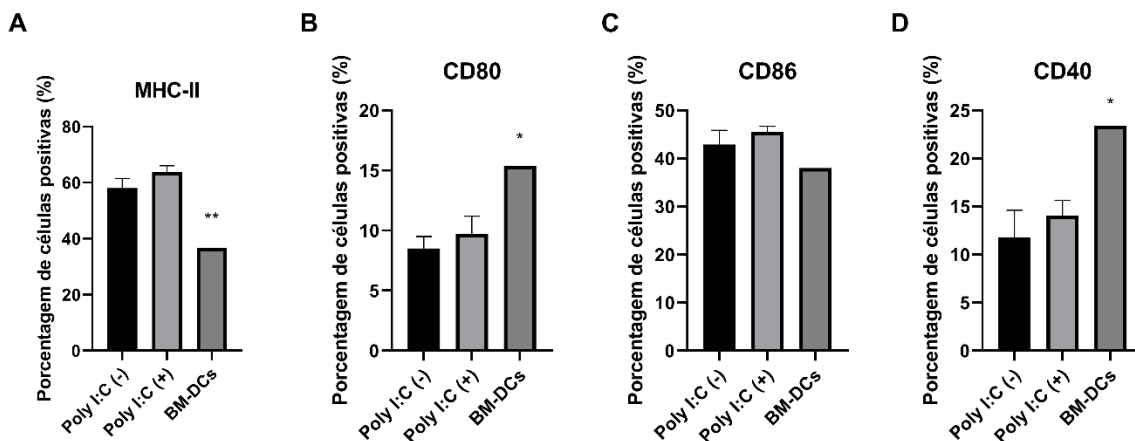 A
MHC-II
Porcentagem de células positivas (%)
80
60
40
20
0
**
Poly I:C (-)
Poly I:C (+)
BM-DCs
B
CD80
Porcentagem de células positivas (%)
20
15
10
5
0
*
Poly I:C (-)
Poly I:C (+)
BM-DCs
C
CD86
Porcentagem de células positivas (%)
50
40
30
20
10
0
Poly I:C (-)
Poly I:C (+)
BM-DCs
D
CD40
Porcentagem de células positivas (%)
25
20
15
10
5
0
*
Poly I:C (-)
Poly I:C (+)
BM-DCs